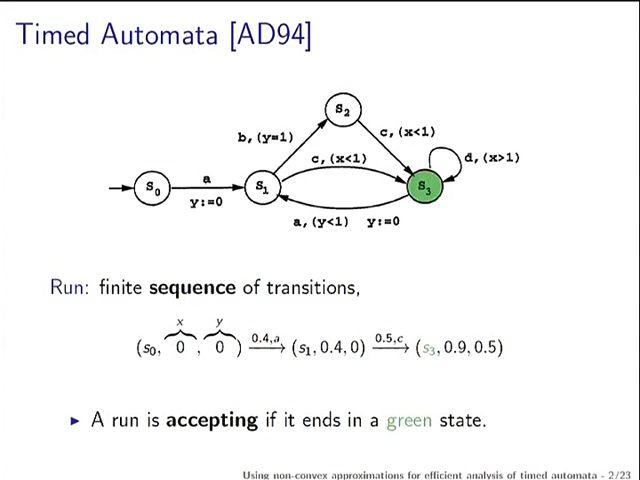 Timed Automata [AD94]
S2
b,(y=1)
c,(x<1)
c,(x<1)
d,(x>1)
S0
a
y:=0
S1
S3
a,(y<1) y:=0
Run: finite sequence of transitions,
x y
(s0, 0, 0) 0.4,a⟶ (s1, 0.4, 0) 0.5,c⟶ (s3, 0.9, 0.5)
▶ A run is accepting if it ends in a green state.
Using non-convex approximations for efficient analysis of timed automata - 2/23